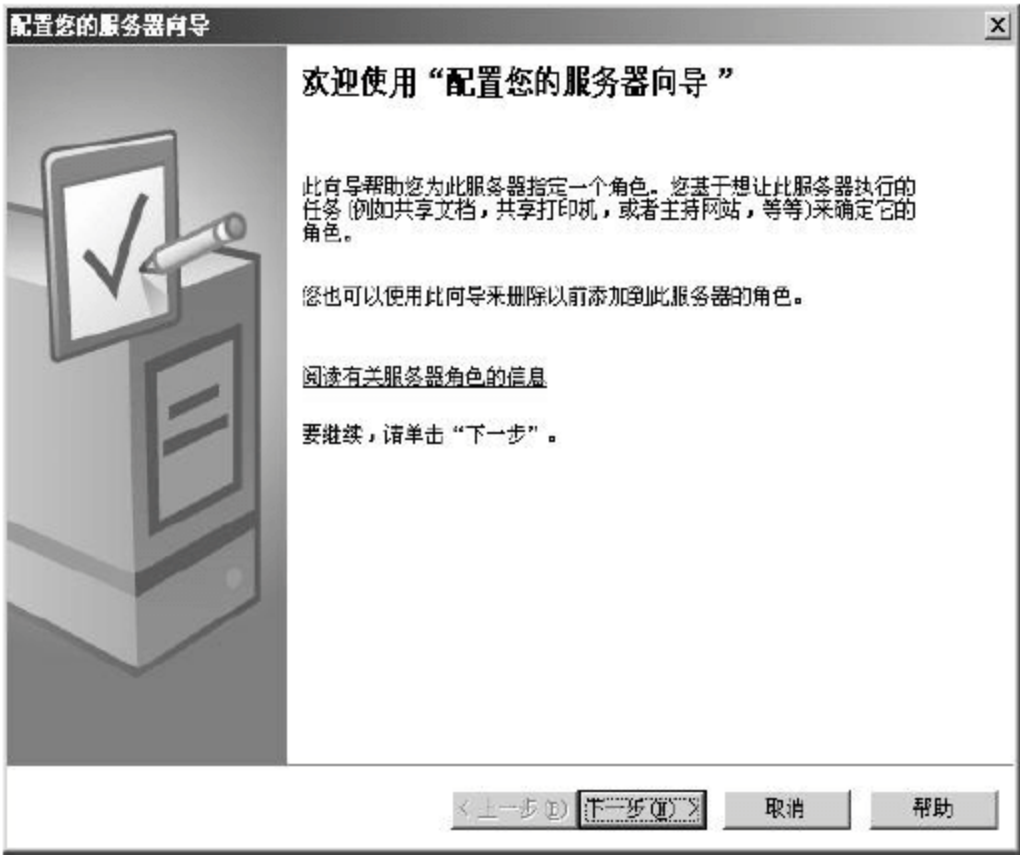 配置您的服务器向导
欢迎使用“配置您的服务器向导”
此向导帮助您为此服务器指定一个角色。您基于想让此服务器执行的
任务(例如共享文档，共享打印机，或者主持网站，等等)来确定它的
角色。
您也可以使用此向导来删除以前添加到此服务器的角色。
阅读有关服务器角色的信息
要继续，请单击“下一步”。
<上一步(B) 下一步(N)> 取消 帮助